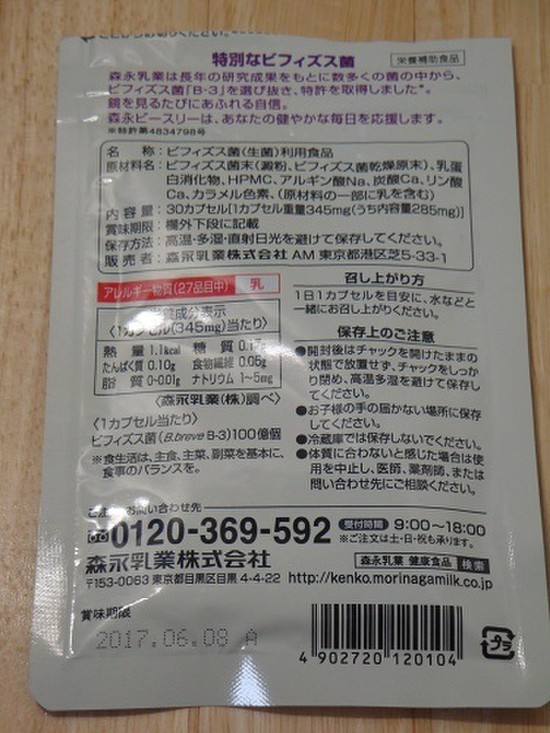 特別なビフィズス菌
栄養補助食品
森永乳業は長年の研究成果をもとに数多くの菌の中から、
ビフィズス菌「B-3」を選び抜き、特許を取得しました*。
鏡を見るたびにあふれる自信。
森永ビースリーは、あなたの健やかな毎日を応援します。
※特許第4834798号
名 称:ビフィズス菌(生菌)利用食品
原材料名:ビフィズス菌末(澱粉、ビフィズス菌乾燥原末)、乳蛋
白消化物、HPMC、アルギン酸Na、炭酸Ca、リン酸
Ca、カラメル色素、(原材料の一部に乳を含む)
内 容 量:30カプセル[1カプセル重量345mg(うち内容量285mg)]
賞味期限:欄外下段に記載
保存方法:高温・多湿・直射日光を避けて保存してください。
販 売 者:森永乳業株式会社 AM 東京都港区芝5-33-1
アレルギー物質(27品目中) 乳
養成分表示
〈1カプセル(345mg)当たり〉
熱 量 1.1kcal 糖 質 0.17g
たんぱく質 0.10g 食物繊維 0.05g
脂 質 0~0.01g ナトリウム 1~5mg
〈森永乳業(株)調べ〉
〈1カプセル当たり〉
ビフィズス菌(B.breve B-3)100億個
※食生活は、主食、主菜、副菜を基本に、
食事のバランスを。
召し上がり方
1日1カプセルを目安に、水などと
一緒にお召し上がりください。
保存上のご注意
●開封後はチャックを開けたままの
状態で放置せず、チャックをしっか
り閉め、高温多湿を避けて保存し
てください。
●お子様の手の届かない場所に保存
してください。
●冷蔵庫では保存しないでください。
●体質に合わないと感じた場合は使
用を中止し、医師、薬剤師、または
問い合わせ先にご相談ください。
ご注文・お問い合わせ先
0120-369-592
受付時間 9:00~18:00
※ご注文は土・日・祝も承ります。
森永乳業株式会社
〒153-0063 東京都目黒区目黒4-4-22
森永乳業 健康食品 検索
http://kenko.morinagamilk.co.jp
賞味期限
2017.06.08 A
4 902720 120104
プラ